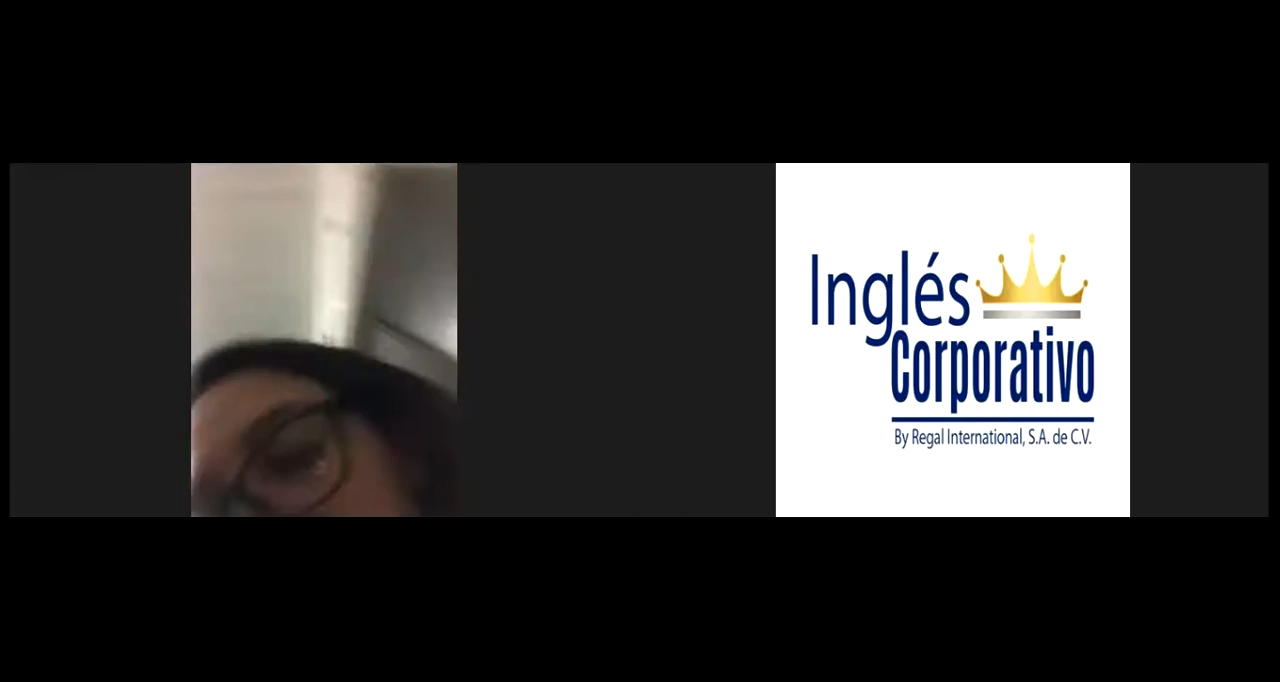 Inglés
Corporativo
By Regal International, S.A. de C.V.